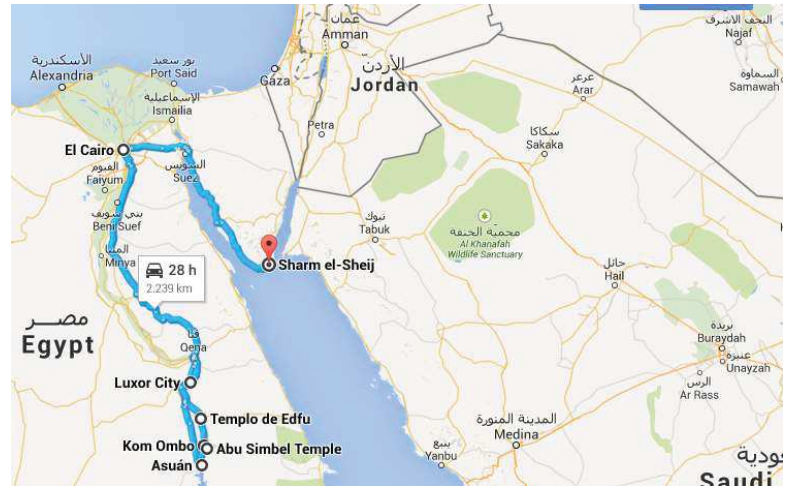 عمان
Amman
النجف الاشرف
Najaf
الأسكندرية
Alexandria
بور سعيد
Port Said
Gaza
الأردن
Jordan
عرعر
Arar
السماوة
Samawah
الإسماعيلية
Ismailia
Petra
سكاكا
Sakaka
El Cairo
السويس
Suez
الفيوم
Faiyum
بني سويف
Beni Suef
تبوك
Tabuk
محمية الخنفة
Al Khanafah
Wildlife Sanctuary
المنيا
Minya
Sharm el-Sheij
حائل
Hail
28 h
2.239 km
مصر
Egypt
قنا
Qena
بريدة
Buraydah
عنيزة
Unayzah
الرس
Ar Rass
Luxor City
Templo de Edfu
المدينة المنورة
Medina
Kom Ombo
Abu Simbel Temple
ينبع
Yanbu
Asuán
Saudi